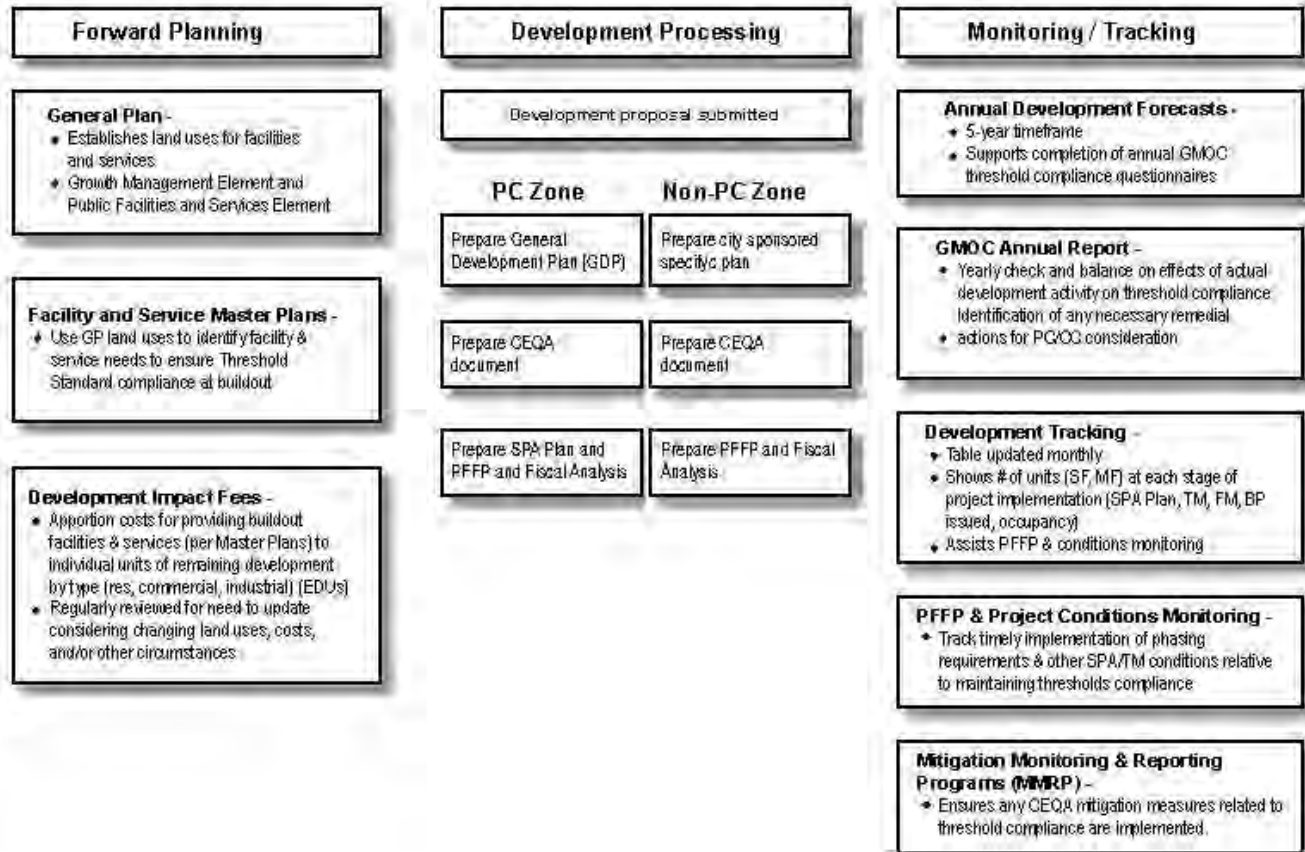 Forward Planning
General Plan -
• Establishes land uses for facilities
and services
• Growth Management Element and
Public Facilities and Services Element
Facility and Service Master Plans -
• Use GP land uses to identify facility &
service needs to ensure Threshold
Standard compliance at buildout
Development Impact Fees -
• Apportion costs for providing buildout
facilities & services (per Master Plans) to
individual units of remaining development
by type (res, commercial, industrial) (EDUs)
• Regularly reviewed for need to update
considering changing land uses, costs,
and/or other circumstances
Development Processing
Development proposal submitted
PC Zone
Non-PC Zone
Prepare General
Development Plan (GDP)
Prepare city sponsored
specifyc plan
Prepare CEQA
document
Prepare CEQA
document
Prepare SPA Plan and
PFFP and Fiscal Analysis
Prepare PFFP and Fiscal
Analysis
Monitoring / Tracking
Annual Development Forecasts -
• 5-year timeframe
• Supports completion of annual GMOC
threshold compliance questionnaires
GMOC Annual Report -
• Yearly check and balance on effects of actual
development activity on threshold compliance
Identification of any necessary remedial
• actions for PC/CC consideration
Development Tracking -
• Table updated monthly
• Shows # of units (SF, MF) at each stage of
project implementation (SPA Plan, TM, FM, BP
issued, occupancy)
• Assists PFFP & conditions monitoring
PFFP & Project Conditions Monitoring -
• Track timely implementation of phasing
requirements & other SPA/TM conditions relative
to maintaining thresholds compliance
Mitigation Monitoring & Reporting
Programs (MMRP) -
• Ensures any CEQA mitigation measures related to
threshold compliance are implemented.